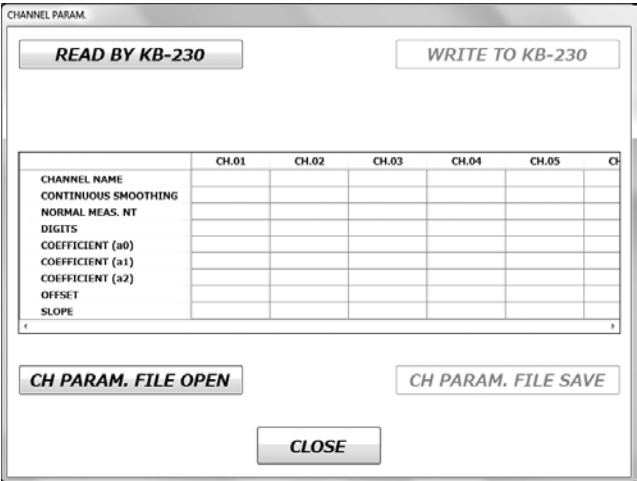 CHANNEL PARAM.
READ BY KB-230 WRITE TO KB-230
CH.01 CH.02 CH.03 CH.04 CH.05 CH
CHANNEL NAME
CONTINUOUS SMOOTHING
NORMAL MEAS. NT
DIGITS
COEFFICIENT (a0)
COEFFICIENT (a1)
COEFFICIENT (a2)
OFFSET
SLOPE
CH PARAM. FILE OPEN CH PARAM. FILE SAVE
CLOSE